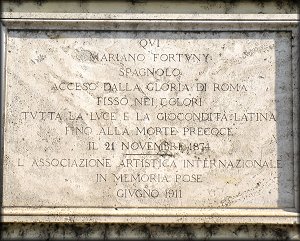 QVI
MARIANO FORTVNY
SPAGNOLO
ACCESO DALLA GLORIA DI ROMA
FISSÒ NEI COLORI
TVTTA LA LVCE E LA GIOCONDITÀ LATINA
FINO ALLA MORTE PRECOCE
IL 21 NOVEMBRE 1874
L'ASSOCIAZIONE ARTISTICA INTERNAZIONALE
IN MEMORIA POSE
GIVGNO 1911